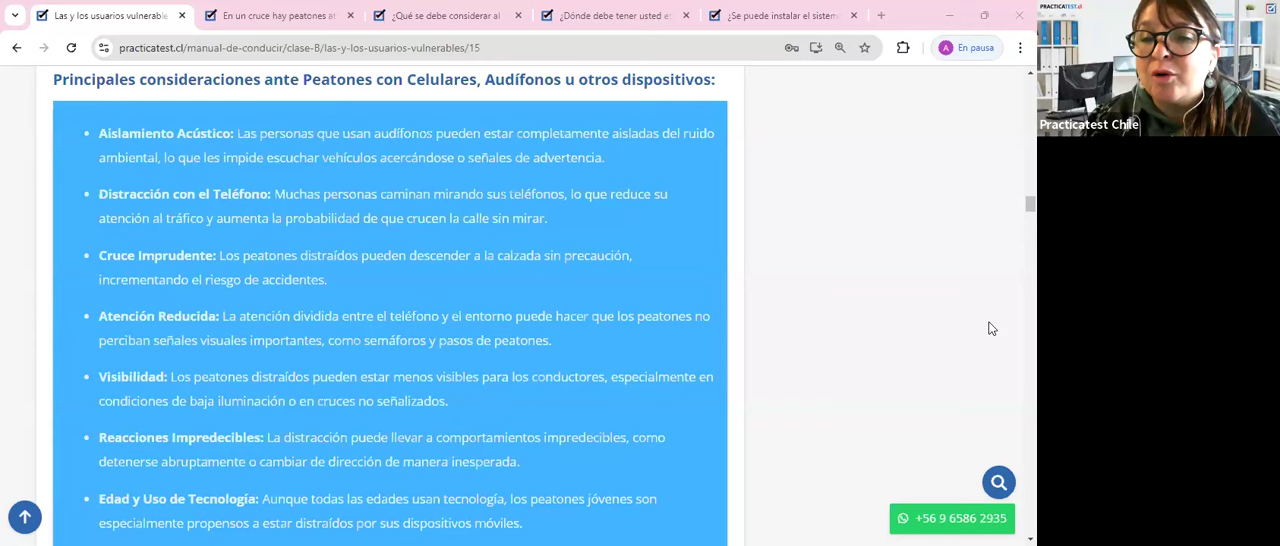 Las y los usuarios vulnerable
En un cruce hay peatones at
¿Qué se debe considerar al
¿Dónde debe tener usted e
¿Se puede instalar el sistem
practicatest.cl/manual-de-conducir/clase-B/las-y-los-usuarios-vulnerables/15
A En pausa
PRACTICATEST.cl
Practicatest Chile
Principales consideraciones ante Peatones con Celulares, Audífonos u otros dispositivos:
• Aislamiento Acústico: Las personas que usan audífonos pueden estar completamente aisladas del ruido
ambiental, lo que les impide escuchar vehículos acercándose o señales de advertencia.
• Distracción con el Teléfono: Muchas personas caminan mirando sus teléfonos, lo que reduce su
atención al tráfico y aumenta la probabilidad de que crucen la calle sin mirar.
• Cruce Imprudente: Los peatones distraídos pueden descender a la calzada sin precaución,
incrementando el riesgo de accidentes.
• Atención Reducida: La atención dividida entre el teléfono y el entorno puede hacer que los peatones no
perciban señales visuales importantes, como semáforos y pasos de peatones.
• Visibilidad: Los peatones distraídos pueden estar menos visibles para los conductores, especialmente en
condiciones de baja iluminación o en cruces no señalizados.
• Reacciones Impredecibles: La distracción puede llevar a comportamientos impredecibles, como
detenerse abruptamente o cambiar de dirección de manera inesperada.
• Edad y Uso de Tecnología: Aunque todas las edades usan tecnología, los peatones jóvenes son
especialmente propensos a estar distraídos por sus dispositivos móviles.
+56 9 6586 2935